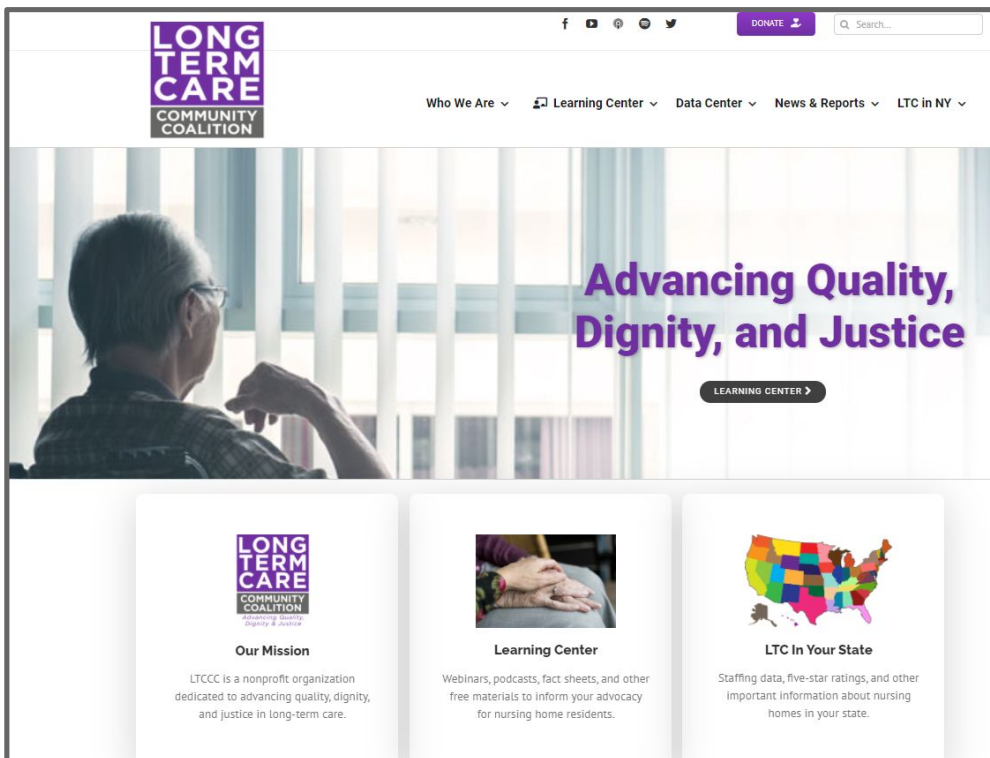 LONG
TERM
CARE
COMMUNITY
COALITION
DONATE
Search...
Who We Are
Learning Center
Data Center
News & Reports
LTC in NY
Advancing Quality,
Dignity, and Justice
LEARNING CENTER
LONG
TERM
CARE
COMMUNITY
COALITION
Advancing Quality,
Dignity & Justice
Our Mission
LTCCC is a nonprofit organization
dedicated to advancing quality, dignity,
and justice in long-term care.
Learning Center
Webinars, podcasts, fact sheets, and other
free materials to inform your advocacy
for nursing home residents.
LTC In Your State
Staffing data, five-star ratings, and other
important information about nursing
homes in your state.